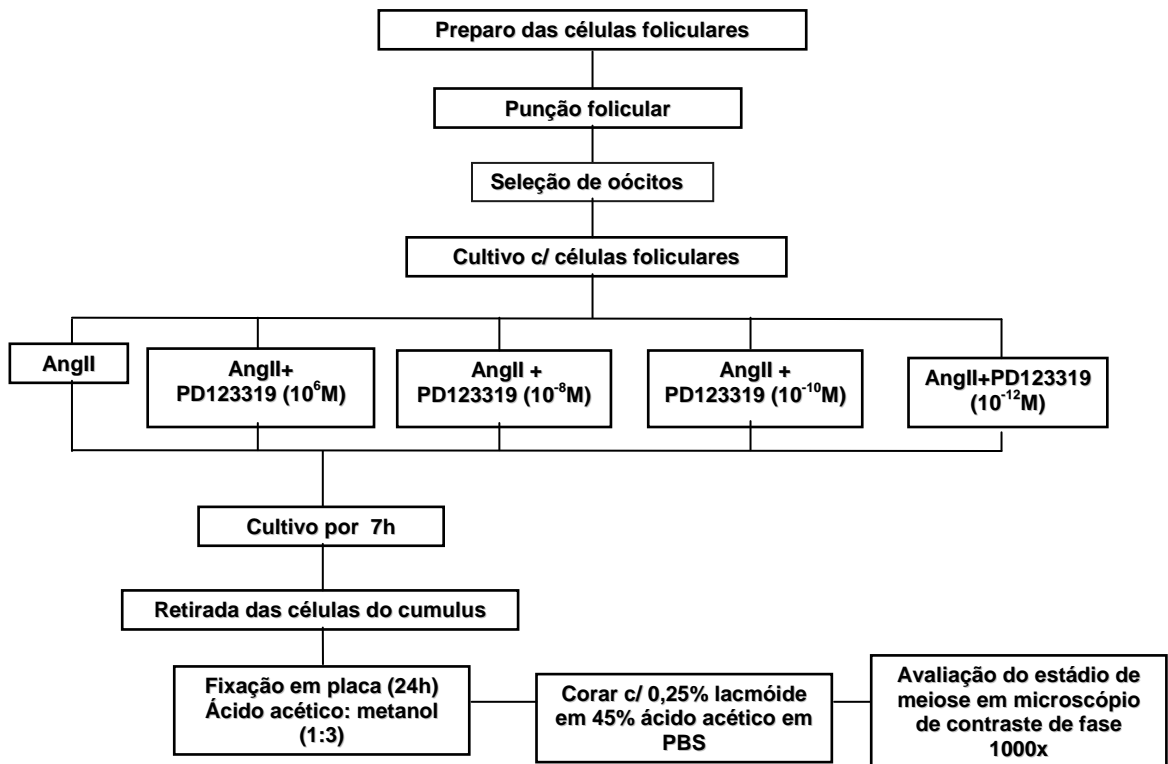 Preparo das células foliculares
Punção folicular
Seleção de oócitos
Cultivo c/ células foliculares
AngII
AngII+
PD123319 (10⁶M)
AngII +
PD123319 (10⁻⁸M)
AngII +
PD123319 (10⁻¹⁰M)
AngII+PD123319
(10⁻¹²M)
Cultivo por 7h
Retirada das células do cumulus
Fixação em placa (24h)
Ácido acético: metanol
(1:3)
Corar c/ 0,25% lacmóide
em 45% ácido acético em
PBS
Avaliação do estádio de
meiose em microscópio
de contraste de fase
1000x